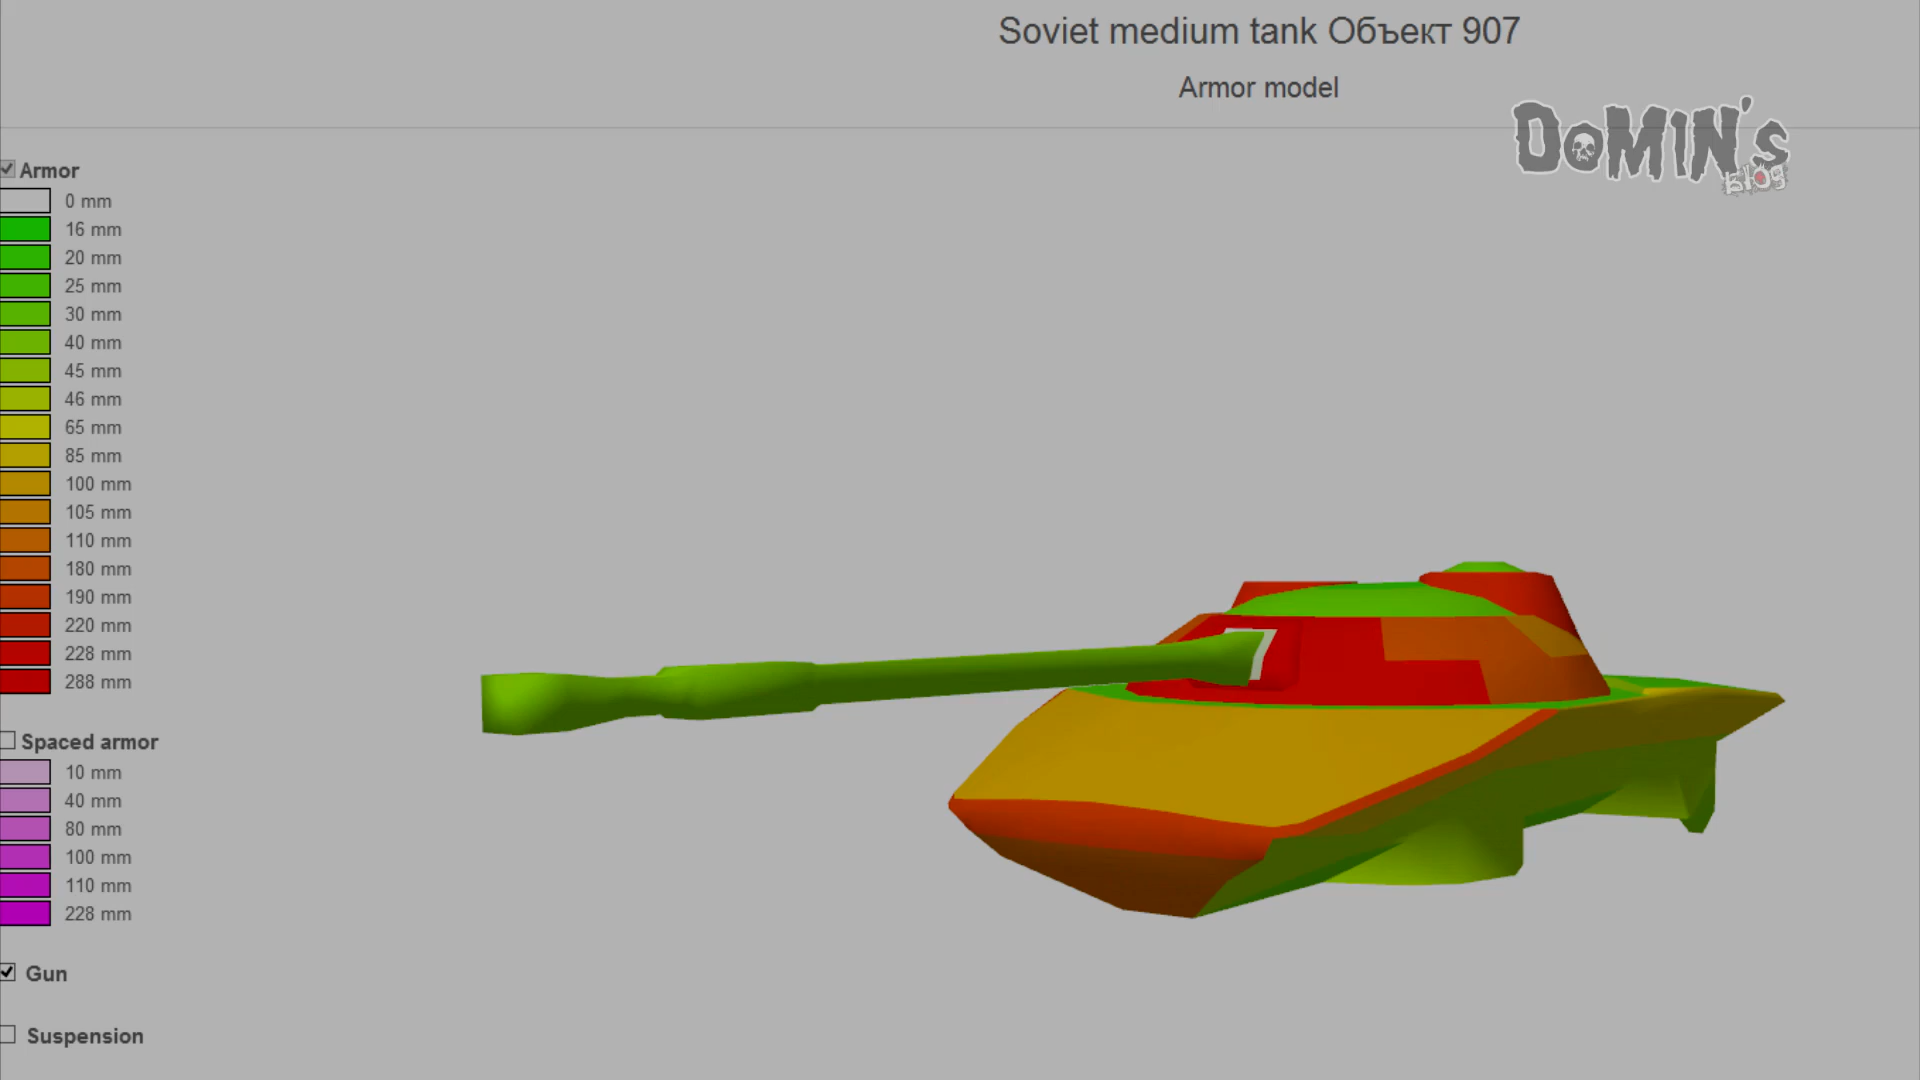 Soviet medium tank Объект 907
Armor model
DoMIN's
blog
Armor
0 mm
16 mm
20 mm
25 mm
30 mm
40 mm
45 mm
46 mm
65 mm
85 mm
100 mm
105 mm
110 mm
180 mm
190 mm
220 mm
228 mm
288 mm
Spaced armor
10 mm
40 mm
80 mm
100 mm
110 mm
228 mm
Gun
Suspension